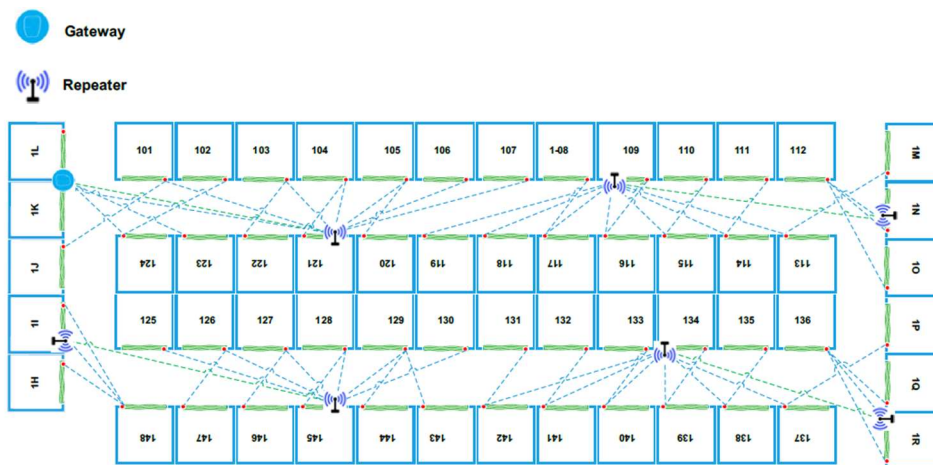 Gateway
Repeater
1L 101 102 103 104 105 106 107 1-08 109 110 111 112 1M
1K 1N
1J 124 123 122 121 120 119 118 117 116 115 114 113 1O
1I 125 126 127 128 129 130 131 132 133 134 135 136 1P
1H 1Q
148 147 146 145 144 143 142 141 140 139 138 137 1R